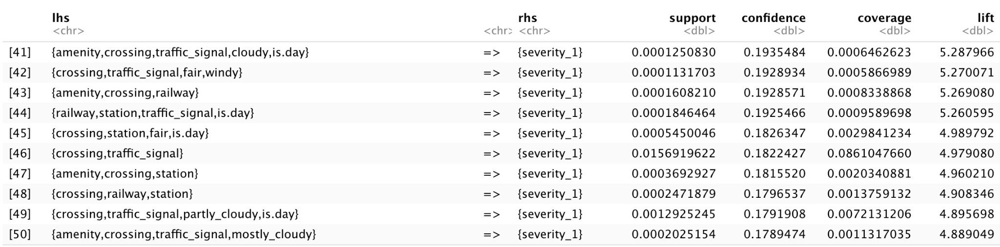 lhs rhs support confidence coverage lift
<chr> <chr> <chr> <dbl> <dbl> <dbl> <dbl>
[41] {amenity,crossing,traffic_signal,cloudy,is.day} => {severity_1} 0.0001250830 0.1935484 0.0006462623 5.287966
[42] {crossing,traffic_signal,fair,windy} => {severity_1} 0.0001131703 0.1928934 0.0005866989 5.270071
[43] {amenity,crossing,railway} => {severity_1} 0.0001608210 0.1928571 0.0008338868 5.269080
[44] {railway,station,traffic_signal,is.day} => {severity_1} 0.0001846464 0.1925466 0.0009589698 5.260595
[45] {crossing,station,fair,is.day} => {severity_1} 0.0005450046 0.1826347 0.0029841234 4.989792
[46] {crossing,traffic_signal} => {severity_1} 0.0156919622 0.1822427 0.0861047660 4.979080
[47] {amenity,crossing,station} => {severity_1} 0.0003692927 0.1815520 0.0020340881 4.960210
[48] {crossing,railway,station} => {severity_1} 0.0002471879 0.1796537 0.0013759132 4.908346
[49] {crossing,traffic_signal,partly_cloudy,is.day} => {severity_1} 0.0012925245 0.1791908 0.0072131206 4.895698
[50] {amenity,crossing,traffic_signal,mostly_cloudy} => {severity_1} 0.0002025154 0.1789474 0.0011317035 4.889049